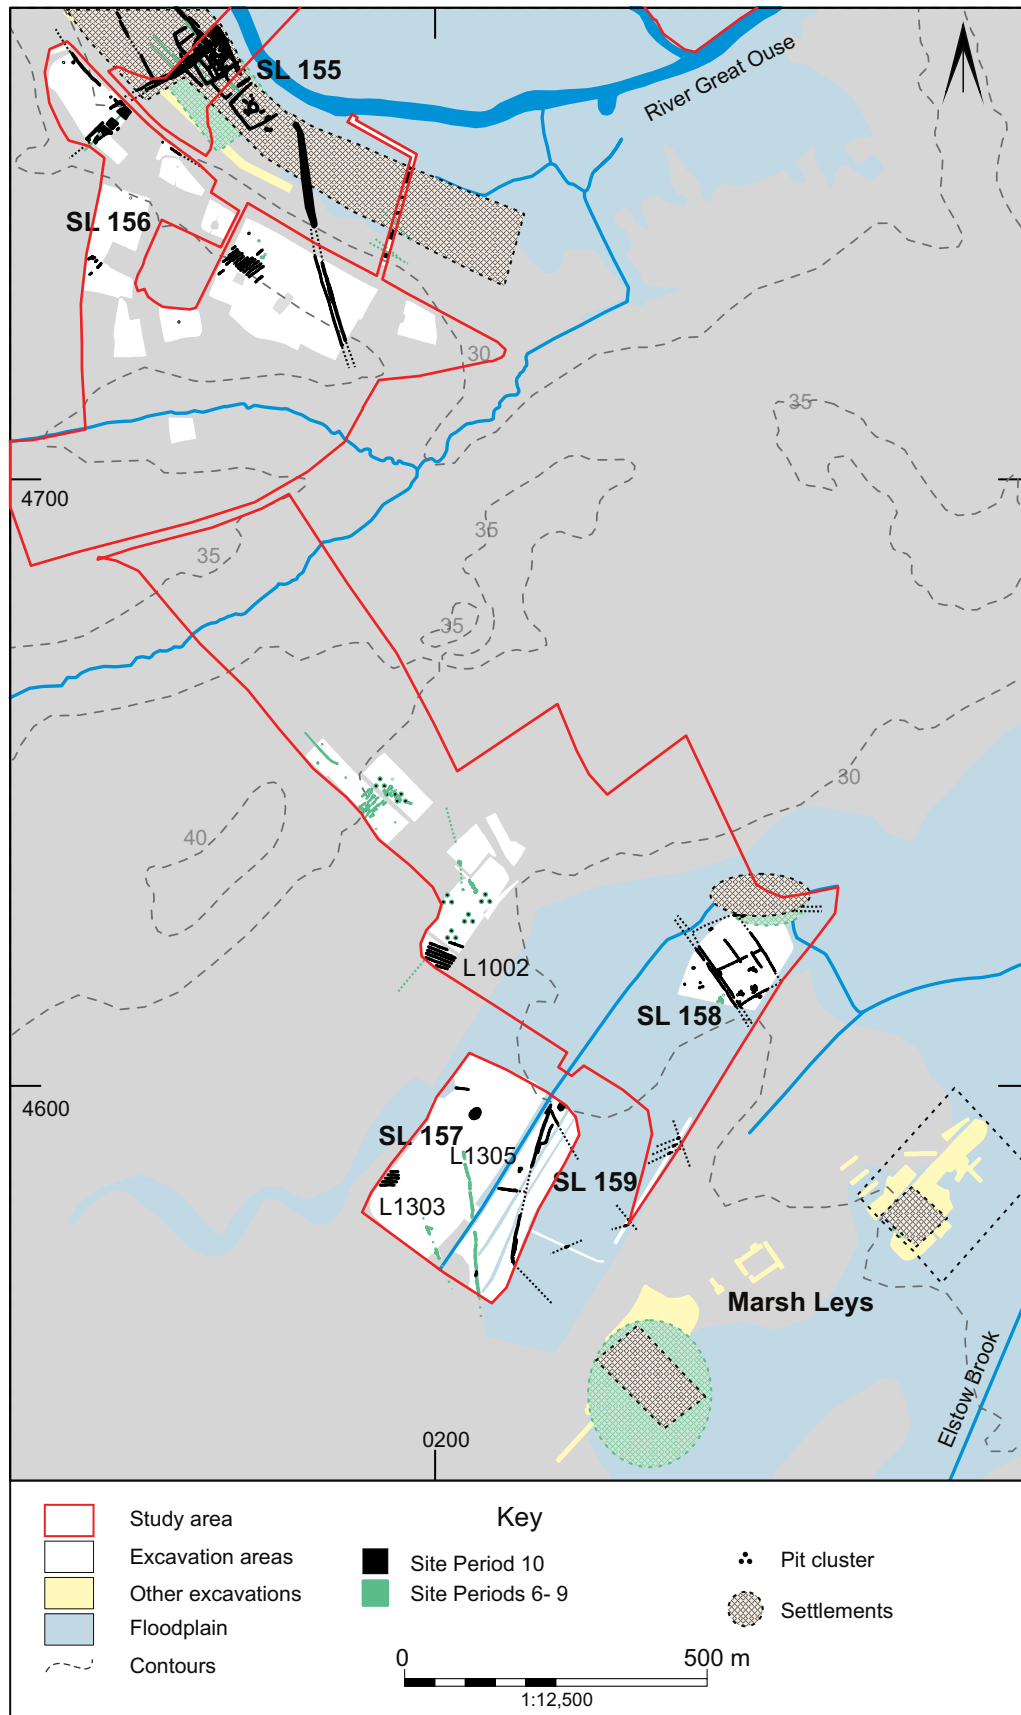 River Great Ouse
SL 155
SL 156
30
35
4700
35
35
35
30
40
L1002
SL 158
4600
SL 157
L1305
SL 159
L1303
Marsh Leys
Elstow Brook
0200
Key
Study area
Excavation areas
Other excavations
Floodplain
Contours
Site Period 10
Site Periods 6- 9
Pit cluster
Settlements
0 500 m
1:12,500